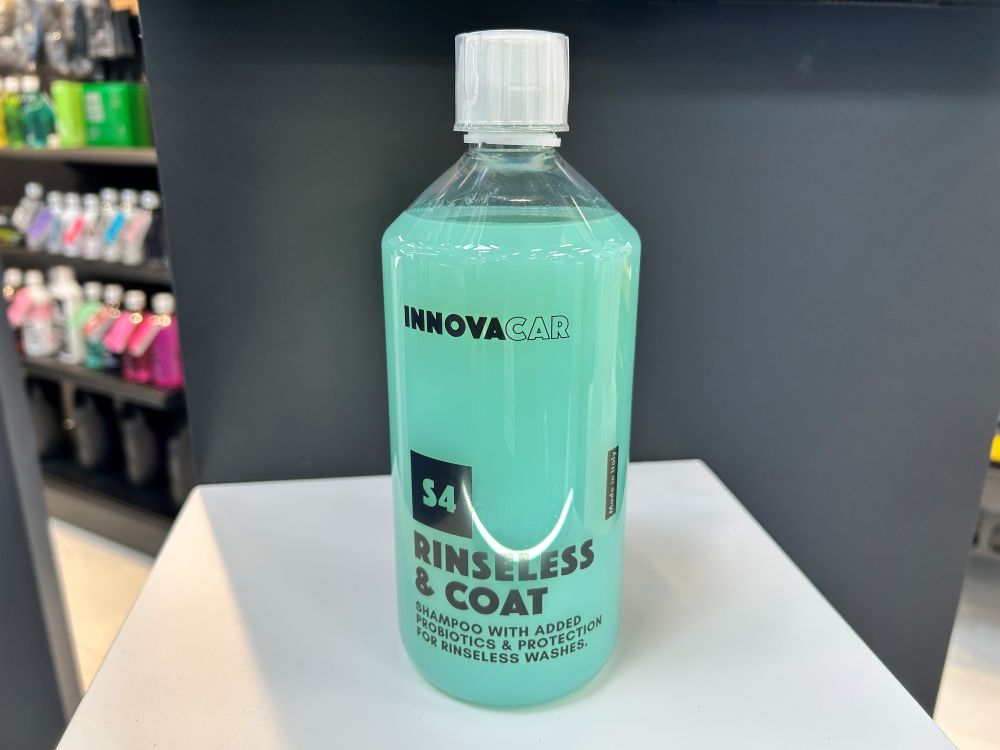 INNOVACAR
S4
Made in Italy
RINSELESS
& COAT
SHAMPOO WITH ADDED
PROBIOTICS & PROTECTION
FOR RINSELESS WASHES.